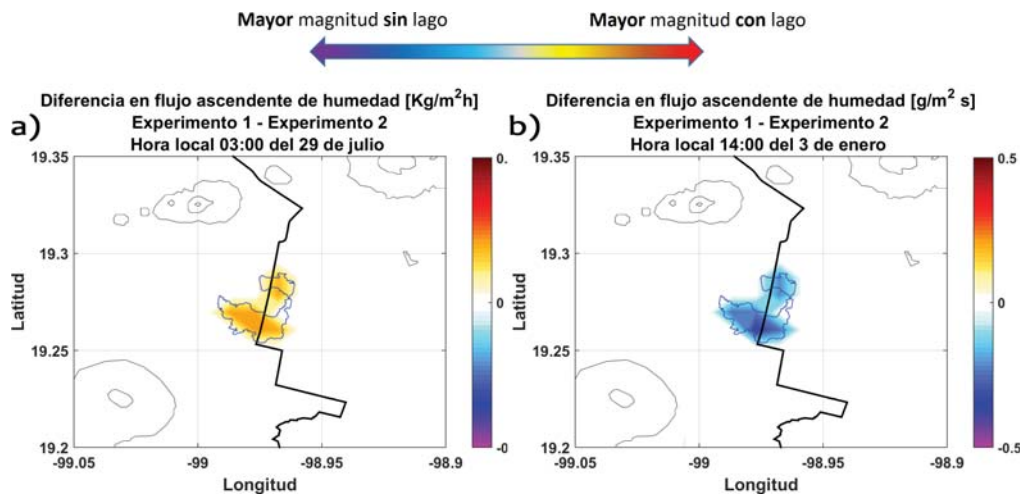 Mayor magnitud sin lago
Mayor magnitud con lago
a)
Diferencia en flujo ascendente de humedad [Kg/m²h]
Experimento 1 - Experimento 2
Hora local 03:00 del 29 de julio
19.35
19.3
19.25
19.2
Latitud
-99.05
-99
-98.95
-98.9
Longitud
0.
0
-0
b)
Diferencia en flujo ascendente de humedad [g/m² s]
Experimento 1 - Experimento 2
Hora local 14:00 del 3 de enero
19.35
19.3
19.25
19.2
Latitud
-99.05
-99
-98.95
-98.9
Longitud
0.5
0
-0.5